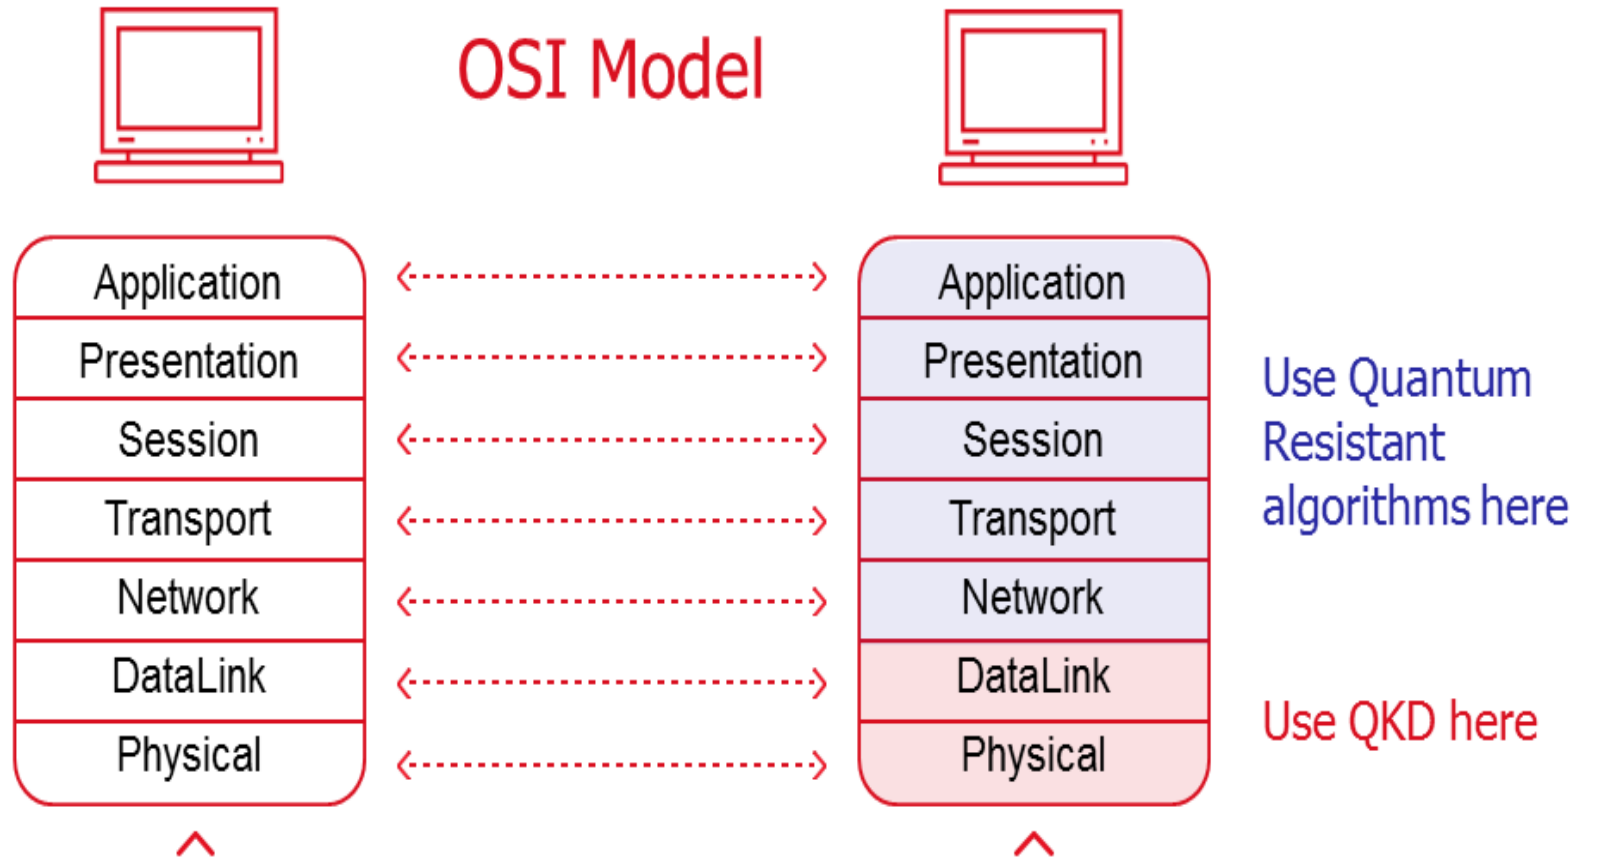 OSI Model
Application
Presentation
Session
Transport
Network
DataLink
Physical
Application
Presentation
Session
Transport
Network
DataLink
Physical
Use Quantum
Resistant
algorithms here
Use QKD here